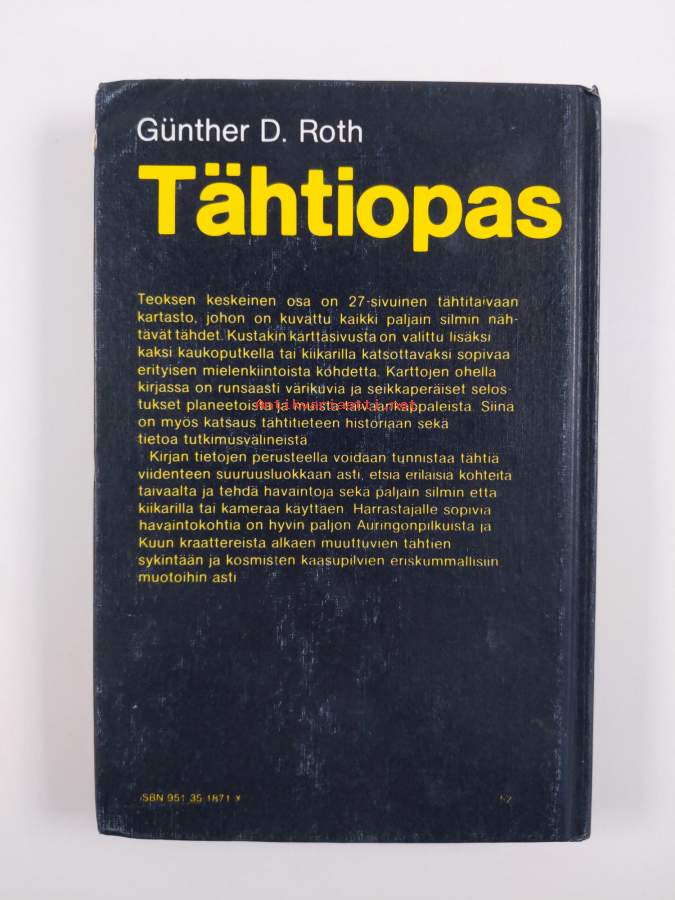 Günther D. Roth
Tähtiopas
Teoksen keskeinen osa on 27-sivuinen tähtitaivaan
kartasto, johon on kuvattu kaikki paljain silmin näh-
tävät tähdet. Kustakin karttasivusta on valittu lisäksi
kaksi kaukoputkella tai kiikarilla katsottavaksi sopivaa
erityisen mielenkiintoista kohdetta. Karttojen ohella
kirjassa on runsaasti värikuvia ja seikkaperäiset selos-
tukset planeetoista ja muista taivaankappaleista. Siinä
Antikvariaatti.net
on myös katsaus tähtitieteen historiaan sekä
tietoa tutkimusvälineistä.
Kirjan tietojen perusteella voidaan tunnistaa tähtiä
viidenteen suuruusluokkaan asti, etsiä erilaisia kohteita
taivaalta ja tehdä havaintoja sekä paljain silmin että
kiikarilla tai kameraa käyttäen. Harrastajalle sopivia
havaintokohtia on hyvin paljon Auringonpilkuista ja
Kuun kraattereista alkaen muuttuvien tähtien
sykintään ja kosmisten kaasupilvien eriskummallisiin
muotoihin asti
ISBN 951 35 1871 X